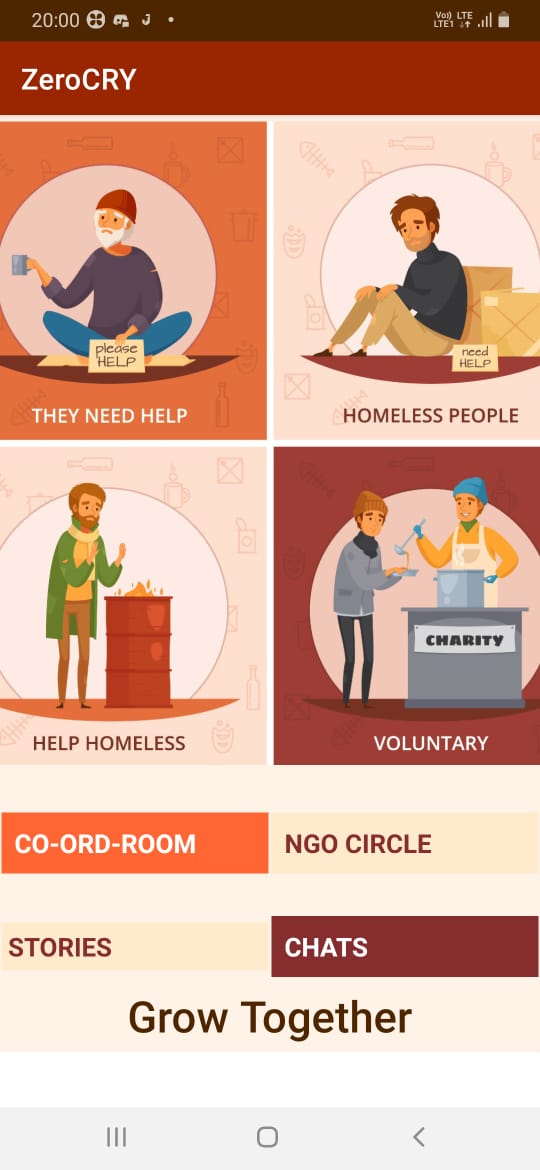 20:00
Vo)) LTE
LTE1
ZeroCRY
please
HELP
THEY NEED HELP
need
HELP
HOMELESS PEOPLE
HELP HOMELESS
CHARITY
VOLUNTARY
CO-ORD-ROOM
NGO CIRCLE
STORIES
CHATS
Grow Together